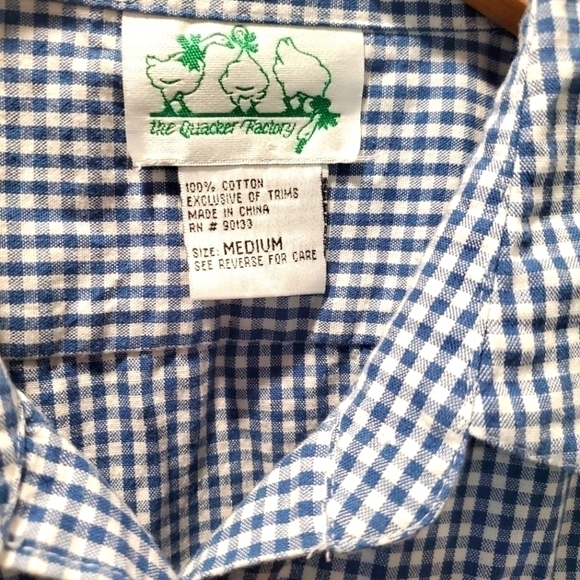 the Quacker Factory
100% COTTON
EXCLUSIVE OF TRIMS
MADE IN CHINA
RN # 90133
SIZE: MEDIUM
SEE REVERSE FOR CARE